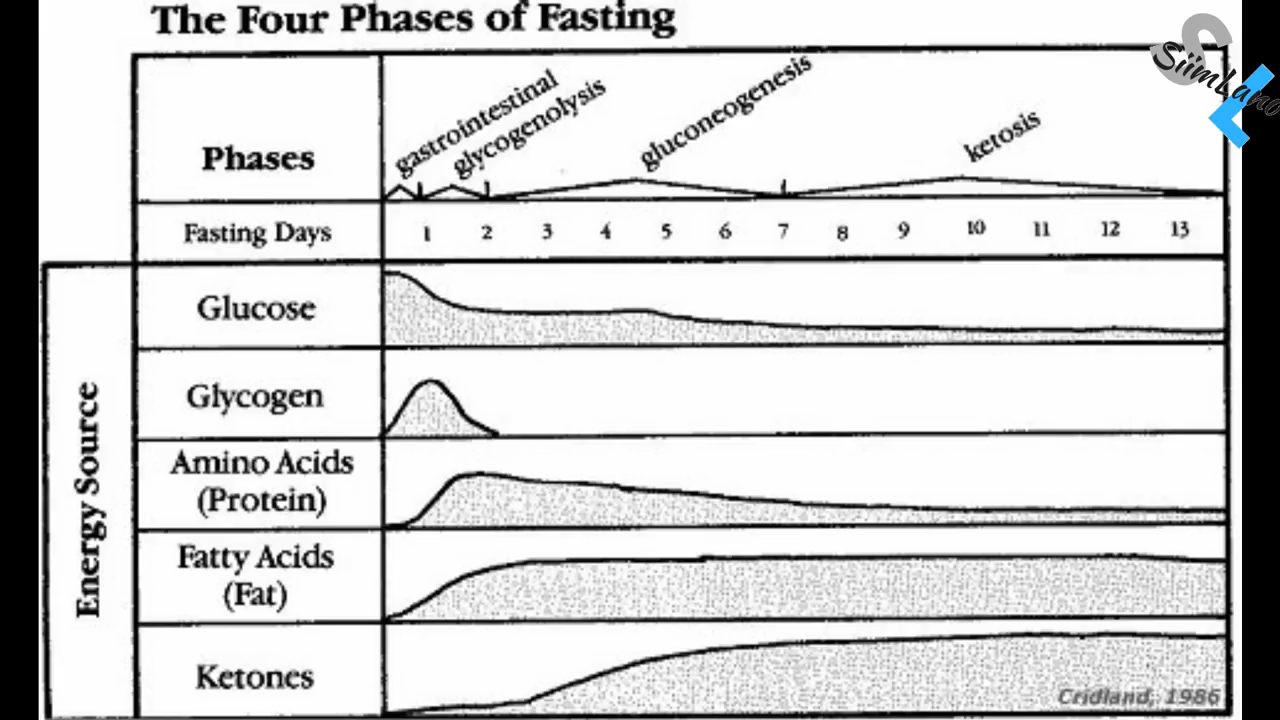 The Four Phases of Fasting
Phases
gastrointestinal
glycogenolysis
gluconeogenesis
ketosis
Fasting Days
1 2 3 4 5 6 7 8 9 10 11 12 13
Energy Source
Glucose
Glycogen
Amino Acids
(Protein)
Fatty Acids
(Fat)
Ketones
Cridland, 1986
SL
SiimLand